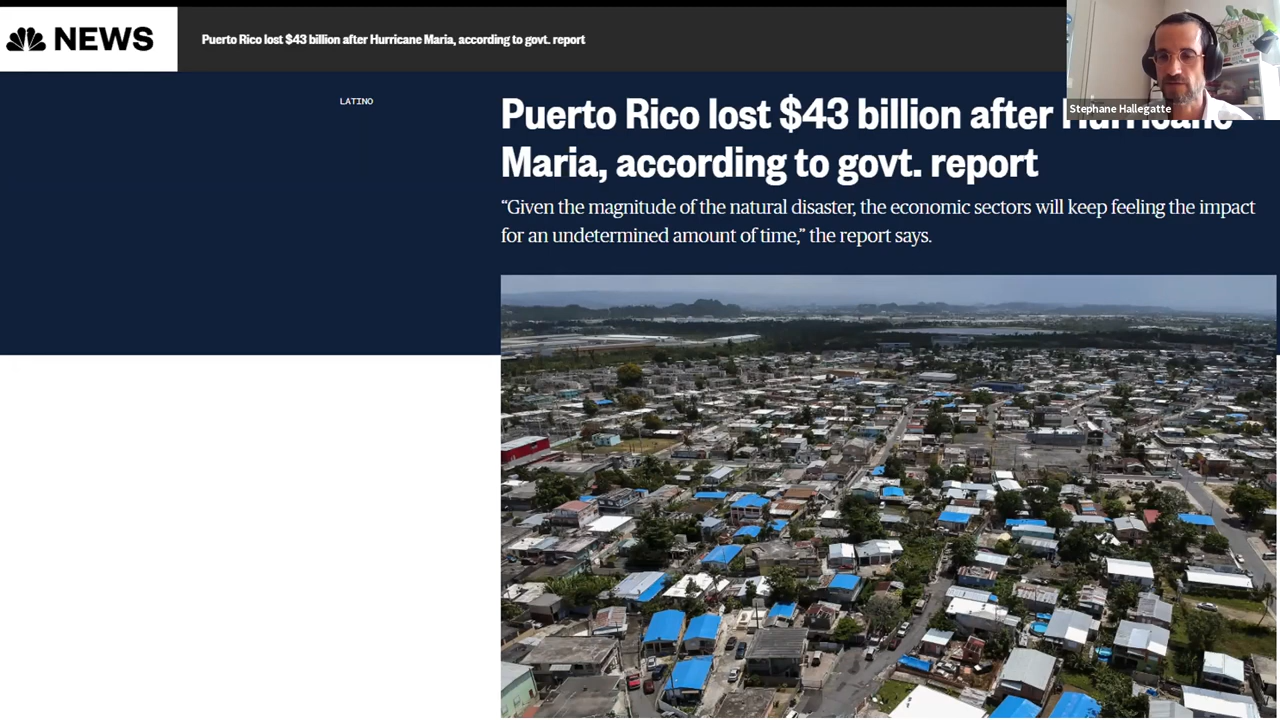 NEWS
Puerto Rico lost $43 billion after Hurricane Maria, according to govt. report
Stephane Hallegatte
LATINO
Puerto Rico lost $43 billion after Hurricane
Maria, according to govt. report
“Given the magnitude of the natural disaster, the economic sectors will keep feeling the impact
for an undetermined amount of time,” the report says.